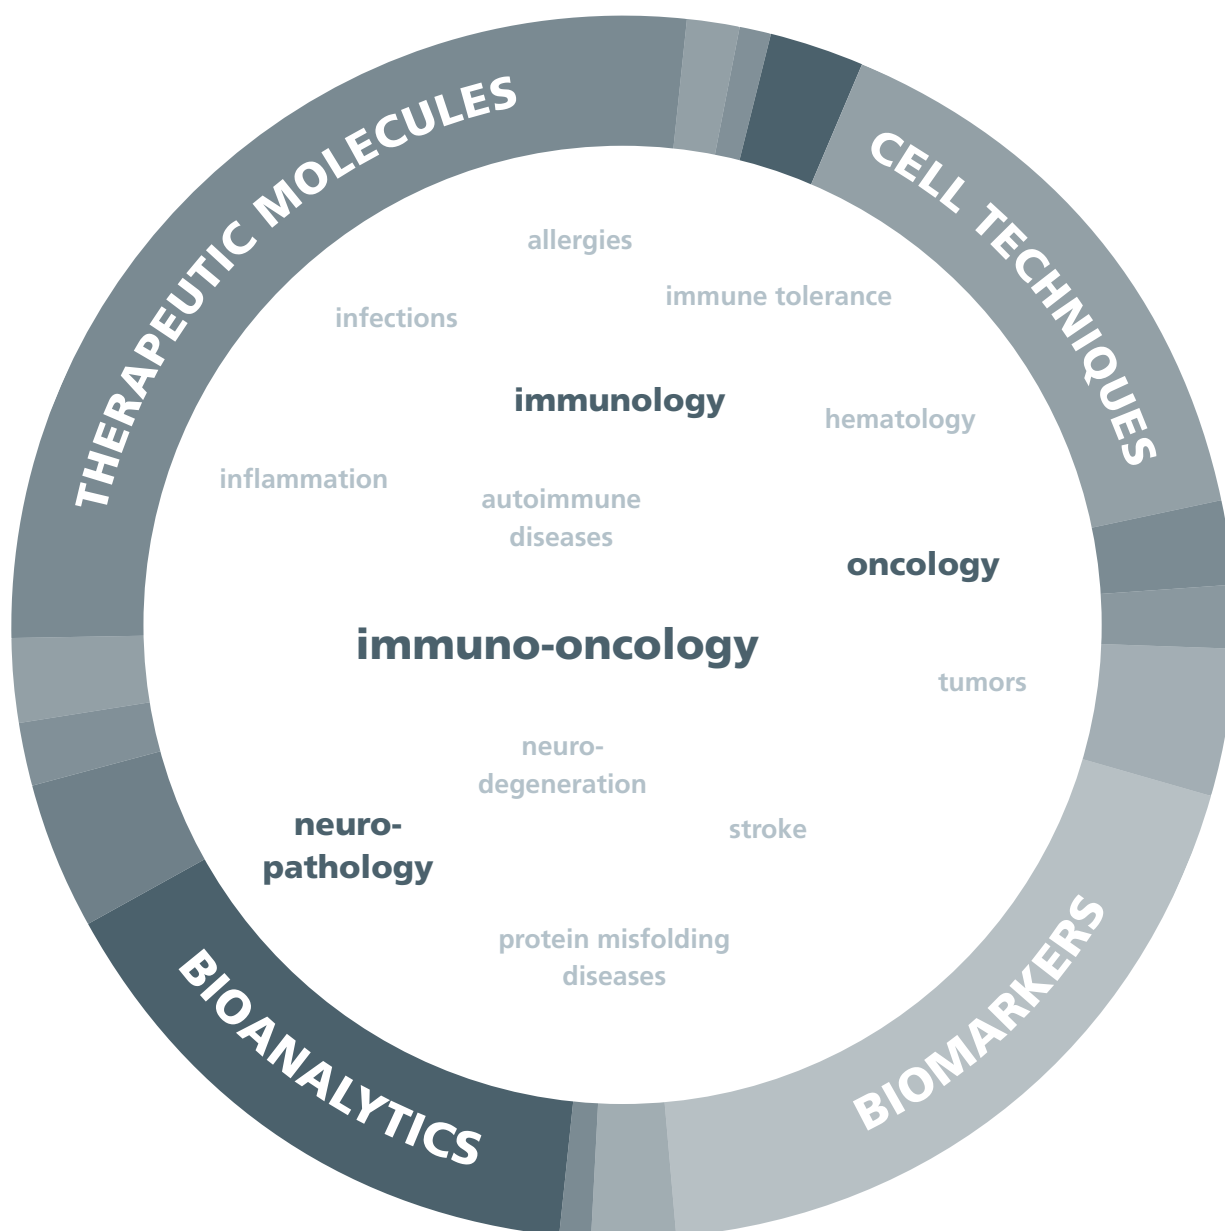 THERAPEUTIC MOLECULES
CELL TECHNIQUES
allergies
immune tolerance
infections
immunology
hematology
inflammation
autoimmune
diseases
oncology
immuno-oncology
tumors
neuro-
degeneration
neuro-
pathology
stroke
protein misfolding
diseases
BIOANALYTICS
BIOMARKERS